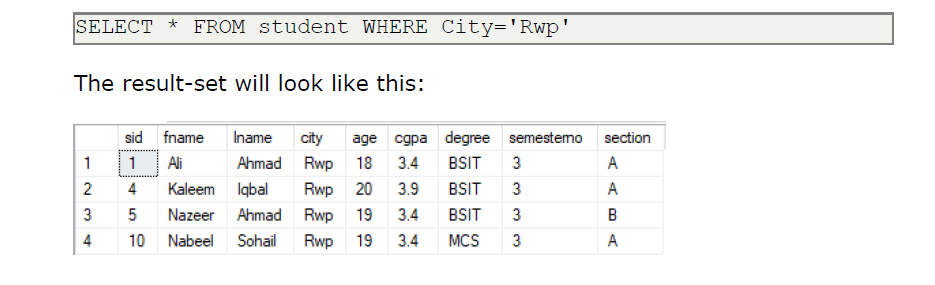 SELECT * FROM student WHERE City='Rwp'
The result-set will look like this:
sid fname lname city age cgpa degree semesterno section
1 1 Ali Ahmad Rwp 18 3.4 BSIT 3 A
2 4 Kaleem Iqbal Rwp 20 3.9 BSIT 3 A
3 5 Nazeer Ahmad Rwp 19 3.4 BSIT 3 B
4 10 Nabeel Sohail Rwp 19 3.4 MCS 3 A